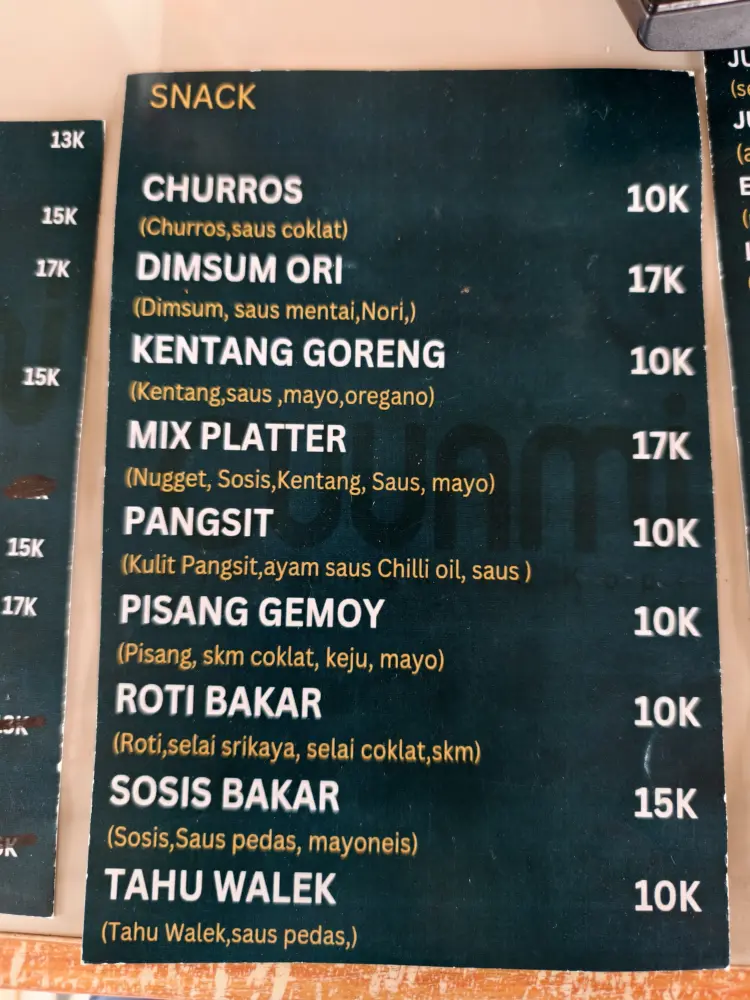 13K
15K
17K
15K
15K
17K
SNACK
CHURROS 10K
(Churros,saus coklat)
DIMSUM ORI 17K
(Dimsum, saus mentai,Nori,)
KENTANG GORENG 10K
(Kentang,saus ,mayo,oregano)
MIX PLATTER 17K
(Nugget, Sosis,Kentang, Saus, mayo)
PANGSIT 10K
(Kulit Pangsit,ayam saus Chilli oil, saus )
PISANG GEMOY 10K
(Pisang, skm coklat, keju, mayo)
ROTI BAKAR 10K
(Roti,selai srikaya, selai coklat,skm)
SOSIS BAKAR 15K
(Sosis,Saus pedas, mayoneis)
TAHU WALEK 10K
(Tahu Walek,saus pedas,)